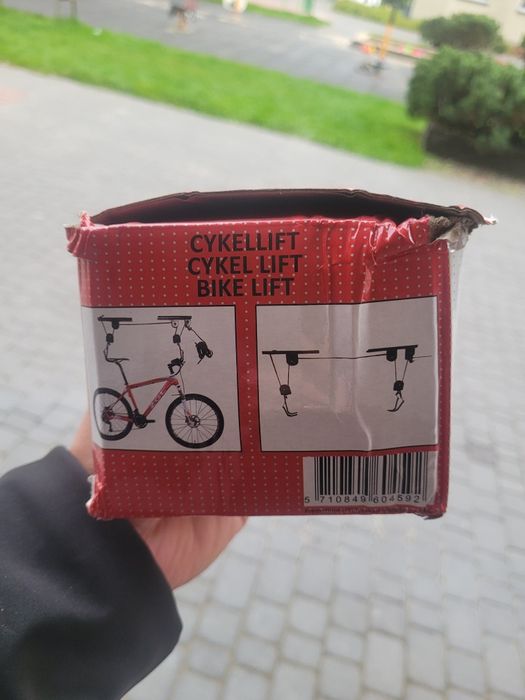 CYKELLIFT
CYKEL LIFT
BIKE LIFT
5 710849 604592